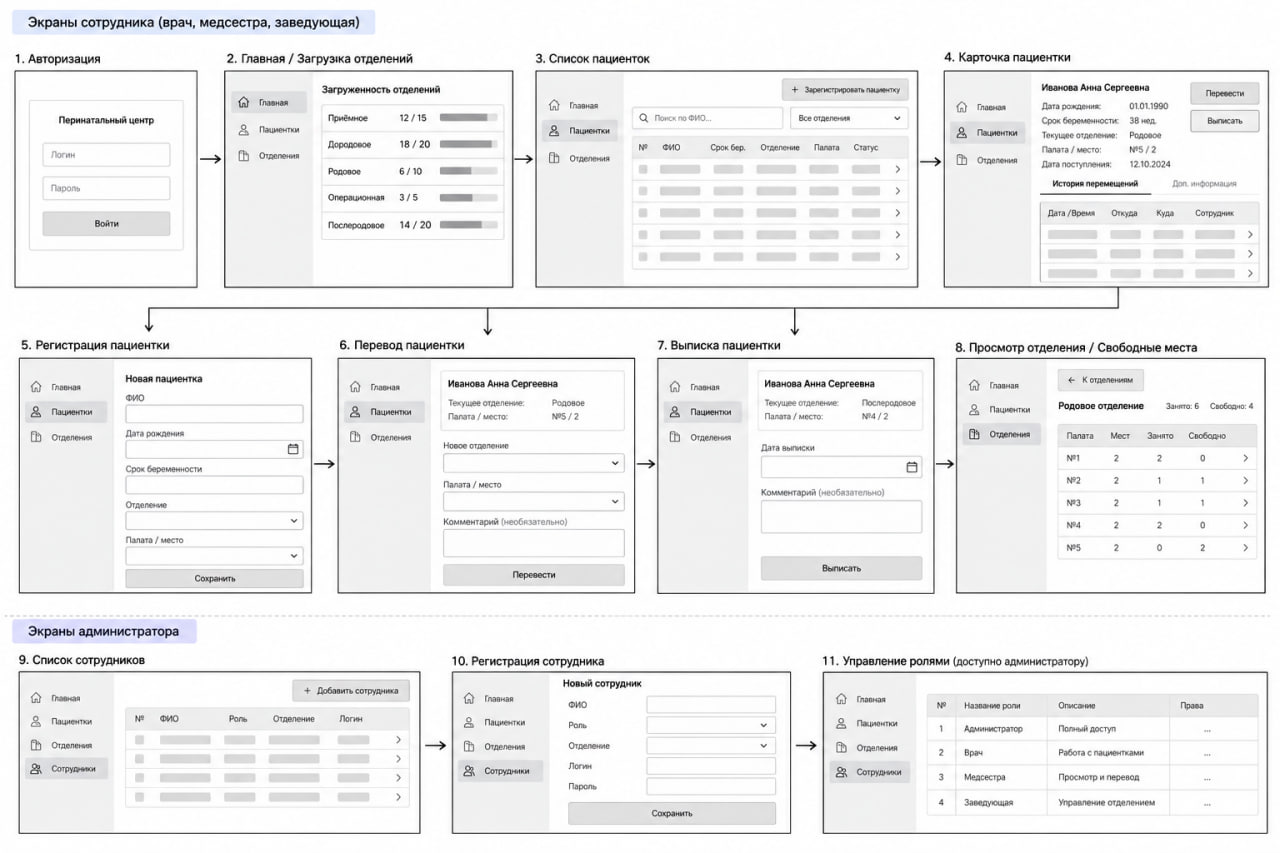 Экраны сотрудника (врач, медсестра, заведующая)
1. Авторизация
Перинатальный центр
Логин
Пароль
Войти
2. Главная / Загрузка отделений
Главная
Пациентки
Отделения
Загруженность отделений
Приёмное 12 / 15
Дородовое 18 / 20
Родовое 6 / 10
Операционная 3 / 5
Послеродовое 14 / 20
3. Список пациенток
Главная
Пациентки
Отделения
+ Зарегистрировать пациентку
Поиск по ФИО...
Все отделения
№ ФИО Срок бер. Отделение Палата Статус
4. Карточка пациентки
Главная
Пациентки
Отделения
Иванова Анна Сергеевна
Дата рождения: 01.01.1990
Срок беременности: 38 нед.
Текущее отделение: Родовое
Палата / место: №5 / 2
Дата поступления: 12.10.2024
Перевести
Выписать
История перемещений Доп. информация
Дата /Время Откуда Куда Сотрудник
5. Регистрация пациентки
Главная
Пациентки
Отделения
Новая пациентка
ФИО
Дата рождения
Срок беременности
Отделение
Палата / место
Сохранить
6. Перевод пациентки
Главная
Пациентки
Отделения
Иванова Анна Сергеевна
Текущее отделение: Родовое
Палата / место: №5 / 2
Новое отделение
Палата / место
Комментарий (необязательно)
Перевести
7. Выписка пациентки
Главная
Пациентки
Отделения
Иванова Анна Сергеевна
Текущее отделение: Послеродовое
Палата / место: №4 / 2
Дата выписки
Комментарий (необязательно)
Выписать
8. Просмотр отделения / Свободные места
Главная
Пациентки
Отделения
← К отделениям
Родовое отделение Занято: 6 Свободно: 4
Палата Мест Занято Свободно
№1 2 2 0
№2 2 1 1
№3 2 1 1
№4 2 2 0
№5 2 0 2
Экраны администратора
9. Список сотрудников
Главная
Пациентки
Отделения
Сотрудники
+ Добавить сотрудника
№ ФИО Роль Отделение Логин
10. Регистрация сотрудника
Главная
Пациентки
Отделения
Сотрудники
Новый сотрудник
ФИО
Роль
Отделение
Логин
Пароль
Сохранить
11. Управление ролями (доступно администратору)
Главная
Пациентки
Отделения
Сотрудники
№ Название роли Описание Права
1 Администратор Полный доступ ...
2 Врач Работа с пациентками ...
3 Медсестра Просмотр и перевод ...
4 Заведующая Управление отделением ...